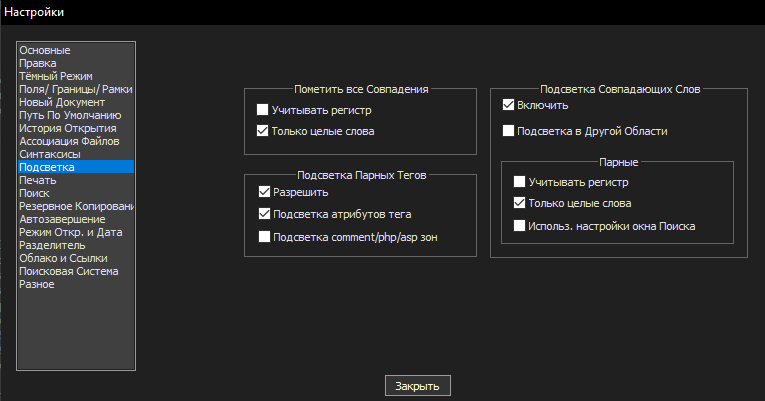 Настройки
Основные
Правка
Тёмный Режим
Поля/ Границы/ Рамки
Новый Документ
Путь По Умолчанию
История Открытия
Ассоциация Файлов
Синтаксисы
Подсветка
Печать
Поиск
Резервное Копировани
Автозавершение
Режим Откр. и Дата
Разделитель
Облако и Ссылки
Поисковая Система
Разное
Пометить все Совпадения
Учитывать регистр
Только целые слова
Подсветка Парных Тегов
Разрешить
Подсветка атрибутов тега
Подсветка comment/php/asp зон
Подсветка Совпадающих Слов
Включить
Подсветка в Другой Области
Парные
Учитывать регистр
Только целые слова
Использ. настройки окна Поиска
Закрыть